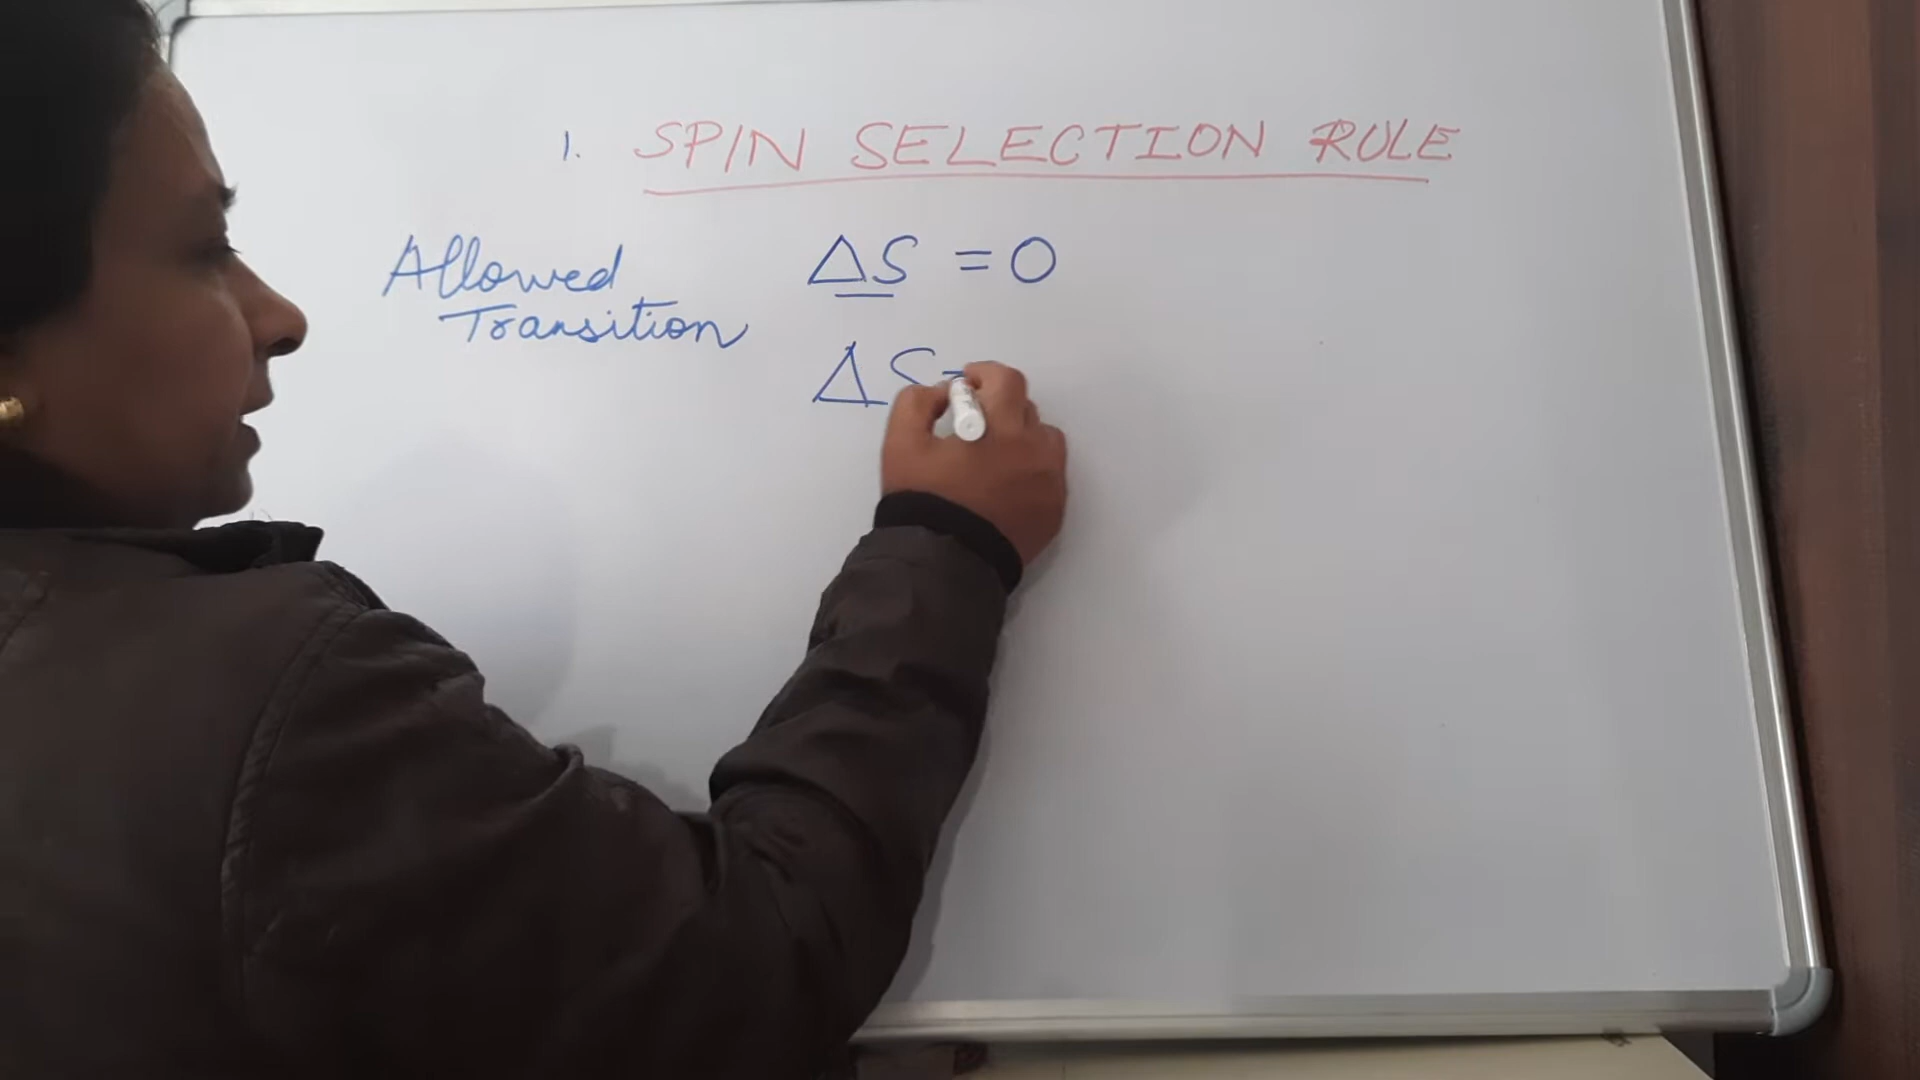 1. SPIN SELECTION RULE
Allowed ΔS = 0
Transition
ΔS =